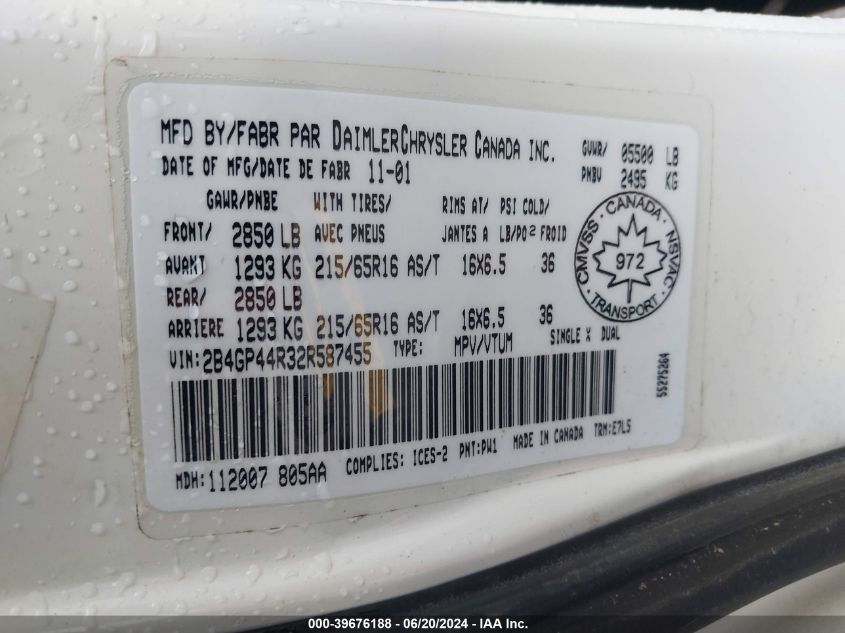 MFD BY/FABR PAR DAIMLERCHRYSLER CANADA INC.
DATE OF MFG/DATE DE FABR 11-01
GVWR/ 05500 LB
PNBV 2495 KG
GAWR/PNBE WITH TIRES/ RIMS AT/ PSI COLD/
FRONT/ 2850 LB AVEC PNEUS JANTES A LB/PO2 FROID
AVANT 1293 KG 215/65R16 AS/T 16X6.5 36
REAR/ 2850 LB
ARRIERE 1293 KG 215/65R16 AS/T 16X6.5 36
SINGLE X DUAL
VIN: 2B4GP44R32R587455 TYPE: MPV/VTUM
MDH: 112007 805AA COMPLIES: ICES-2 PNT: PW1 MADE IN CANADA TRM: E7L5
CANADA
CMVSS NSVAC
972
TRANSPORT
55275264
000-39676188 - 06/20/2024 - IAA Inc.